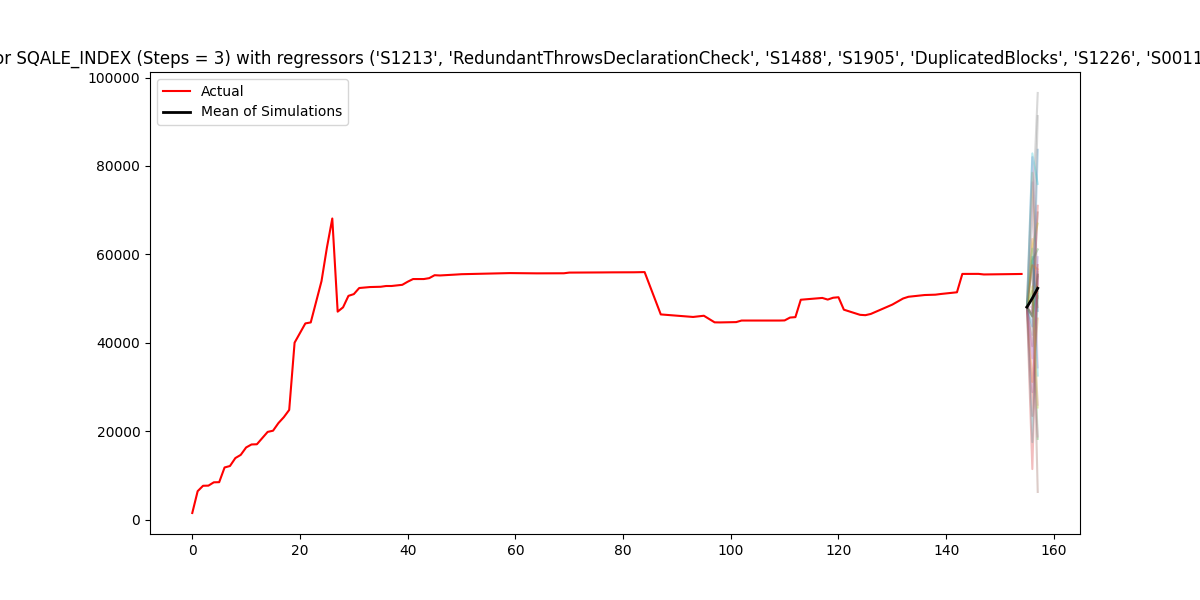 or SQALE_INDEX (Steps = 3) with regressors ('S1213', 'RedundantThrowsDeclarationCheck', 'S1488', 'S1905', 'DuplicatedBlocks', 'S1226', 'S0011
100000
80000
60000
40000
20000
0
Actual
Mean of Simulations
0 20 40 60 80 100 120 140 160